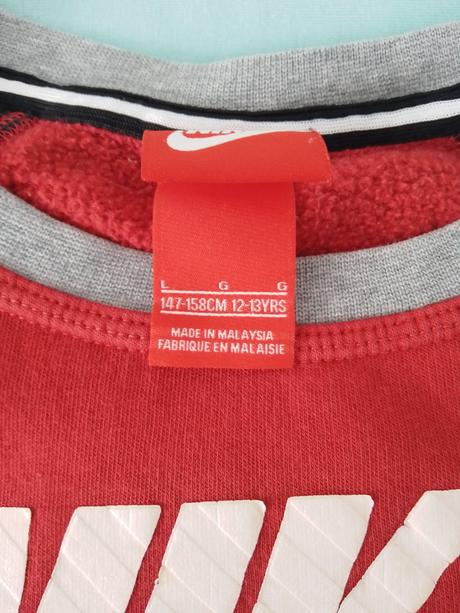 L G G
147-158CM 12-13YRS
MADE IN MALAYSIA
FABRIQUE EN MALAISIE